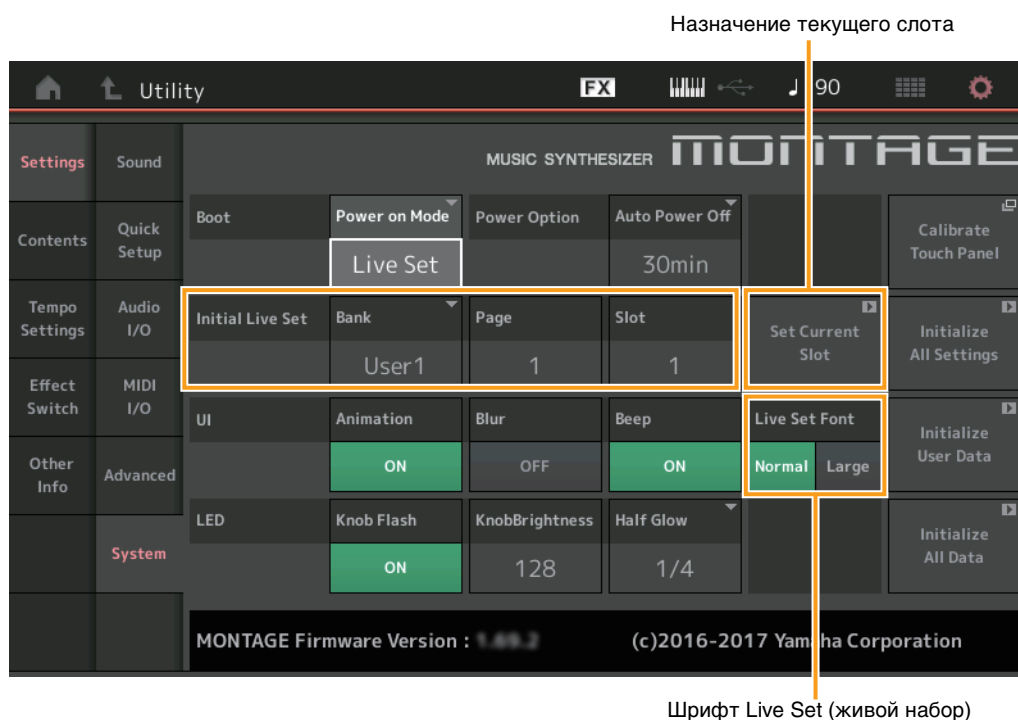 Назначение текущего слота
Utility
FX
90
Settings
Sound
MUSIC SYNTHESIZER MONTAGE
Contents
Quick
Setup
Boot
Power on Mode
Live Set
Power Option
Auto Power Off
30min
Calibrate
Touch Panel
Tempo
Settings
Audio
I/O
Initial Live Set
Bank
User1
Page
1
Slot
1
Set Current
Slot
Initialize
All Settings
Effect
Switch
MIDI
I/O
UI
Animation
ON
Blur
OFF
Beep
ON
Live Set Font
Normal
Large
Initialize
User Data
Other
Info
Advanced
LED
Knob Flash
ON
KnobBrightness
128
Half Glow
1/4
Initialize
All Data
System
MONTAGE Firmware Version :
(c)2016-2017 Yamaha Corporation
Шрифт Live Set (живой набор)